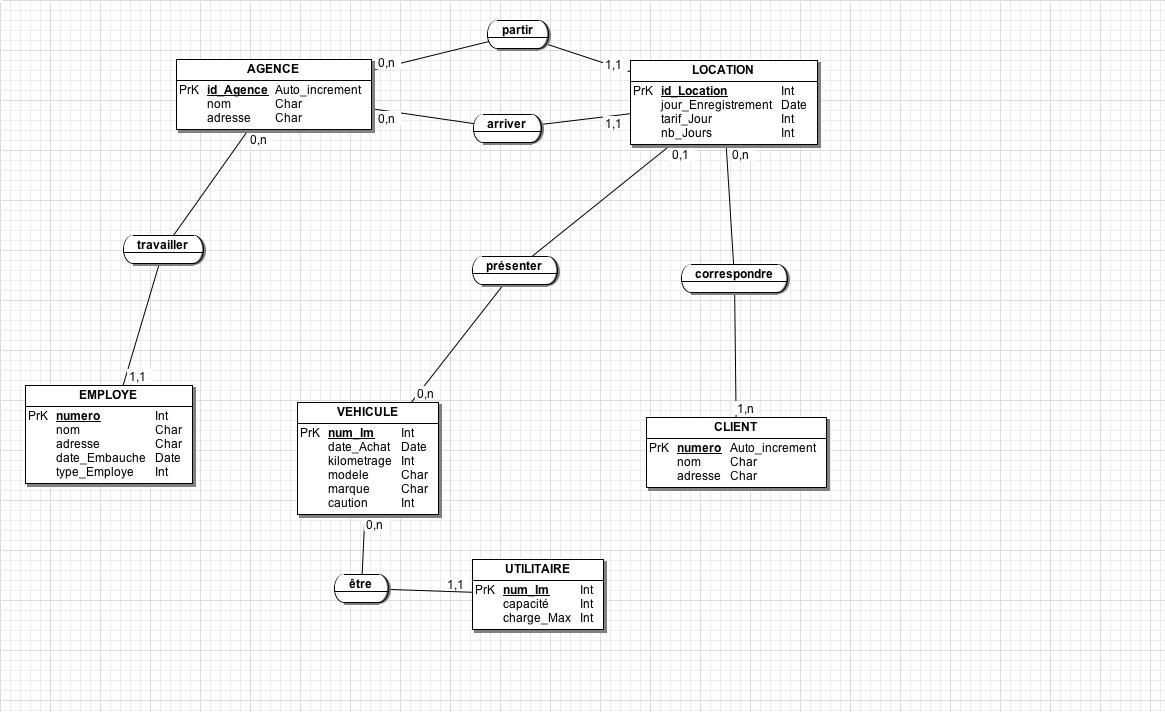 partir
0,n
1,1
AGENCE
PrK id_Agence Auto_increment
nom Char
adresse Char
LOCATION
PrK id_Location Int
jour_Enregistrement Date
tarif_Jour Int
nb_Jours Int
0,n
arriver
1,1
0,n
0,1
0,n
travailler
présenter
correspondre
1,1
0,n
1,n
EMPLOYE
PrK numero Int
nom Char
adresse Char
date_Embauche Date
type_Employe Int
VEHICULE
PrK num_Im Int
date_Achat Date
kilometrage Int
modele Char
marque Char
caution Int
CLIENT
PrK numero Auto_increment
nom Char
adresse Char
0,n
être
1,1
UTILITAIRE
PrK num_Im Int
capacité Int
charge_Max Int